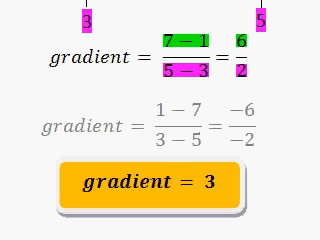 3 5
gradient = (7 − 1)/(5 − 3) = 6/2
gradient = (1 − 7)/(3 − 5) = −6/−2
gradient = 3